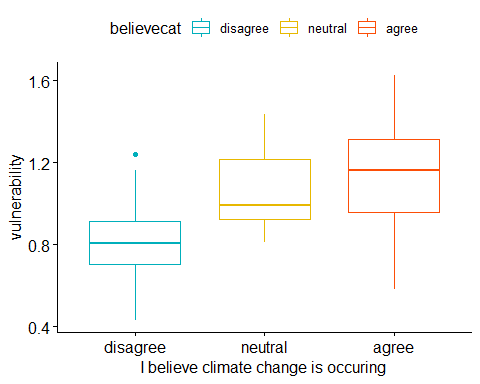 believecat disagree neutral agree
1.6
1.2
0.8
0.4
vulnerability
disagree neutral agree
I believe climate change is occuring